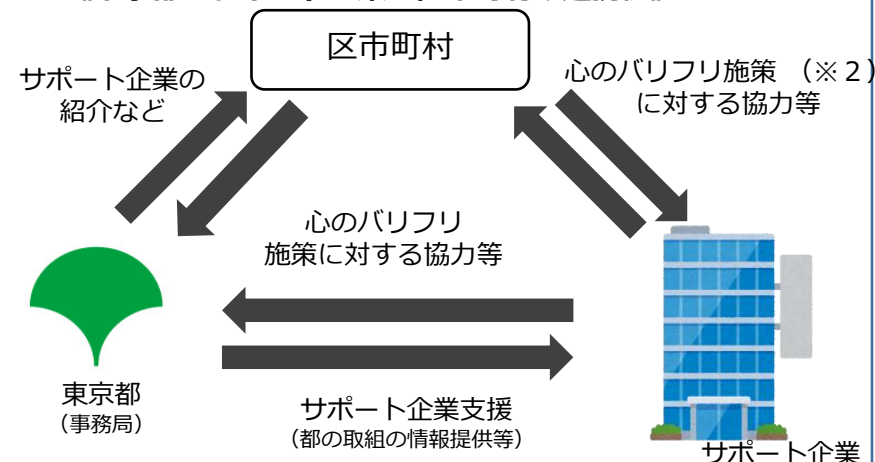 区市町村
サポート企業の
紹介など
心のバリフリ施策 (※2)
に対する協力等
心のバリフリ
施策に対する協力等
東京都
(事務局)
サポート企業支援
(都の取組の情報提供等)
サポート企業